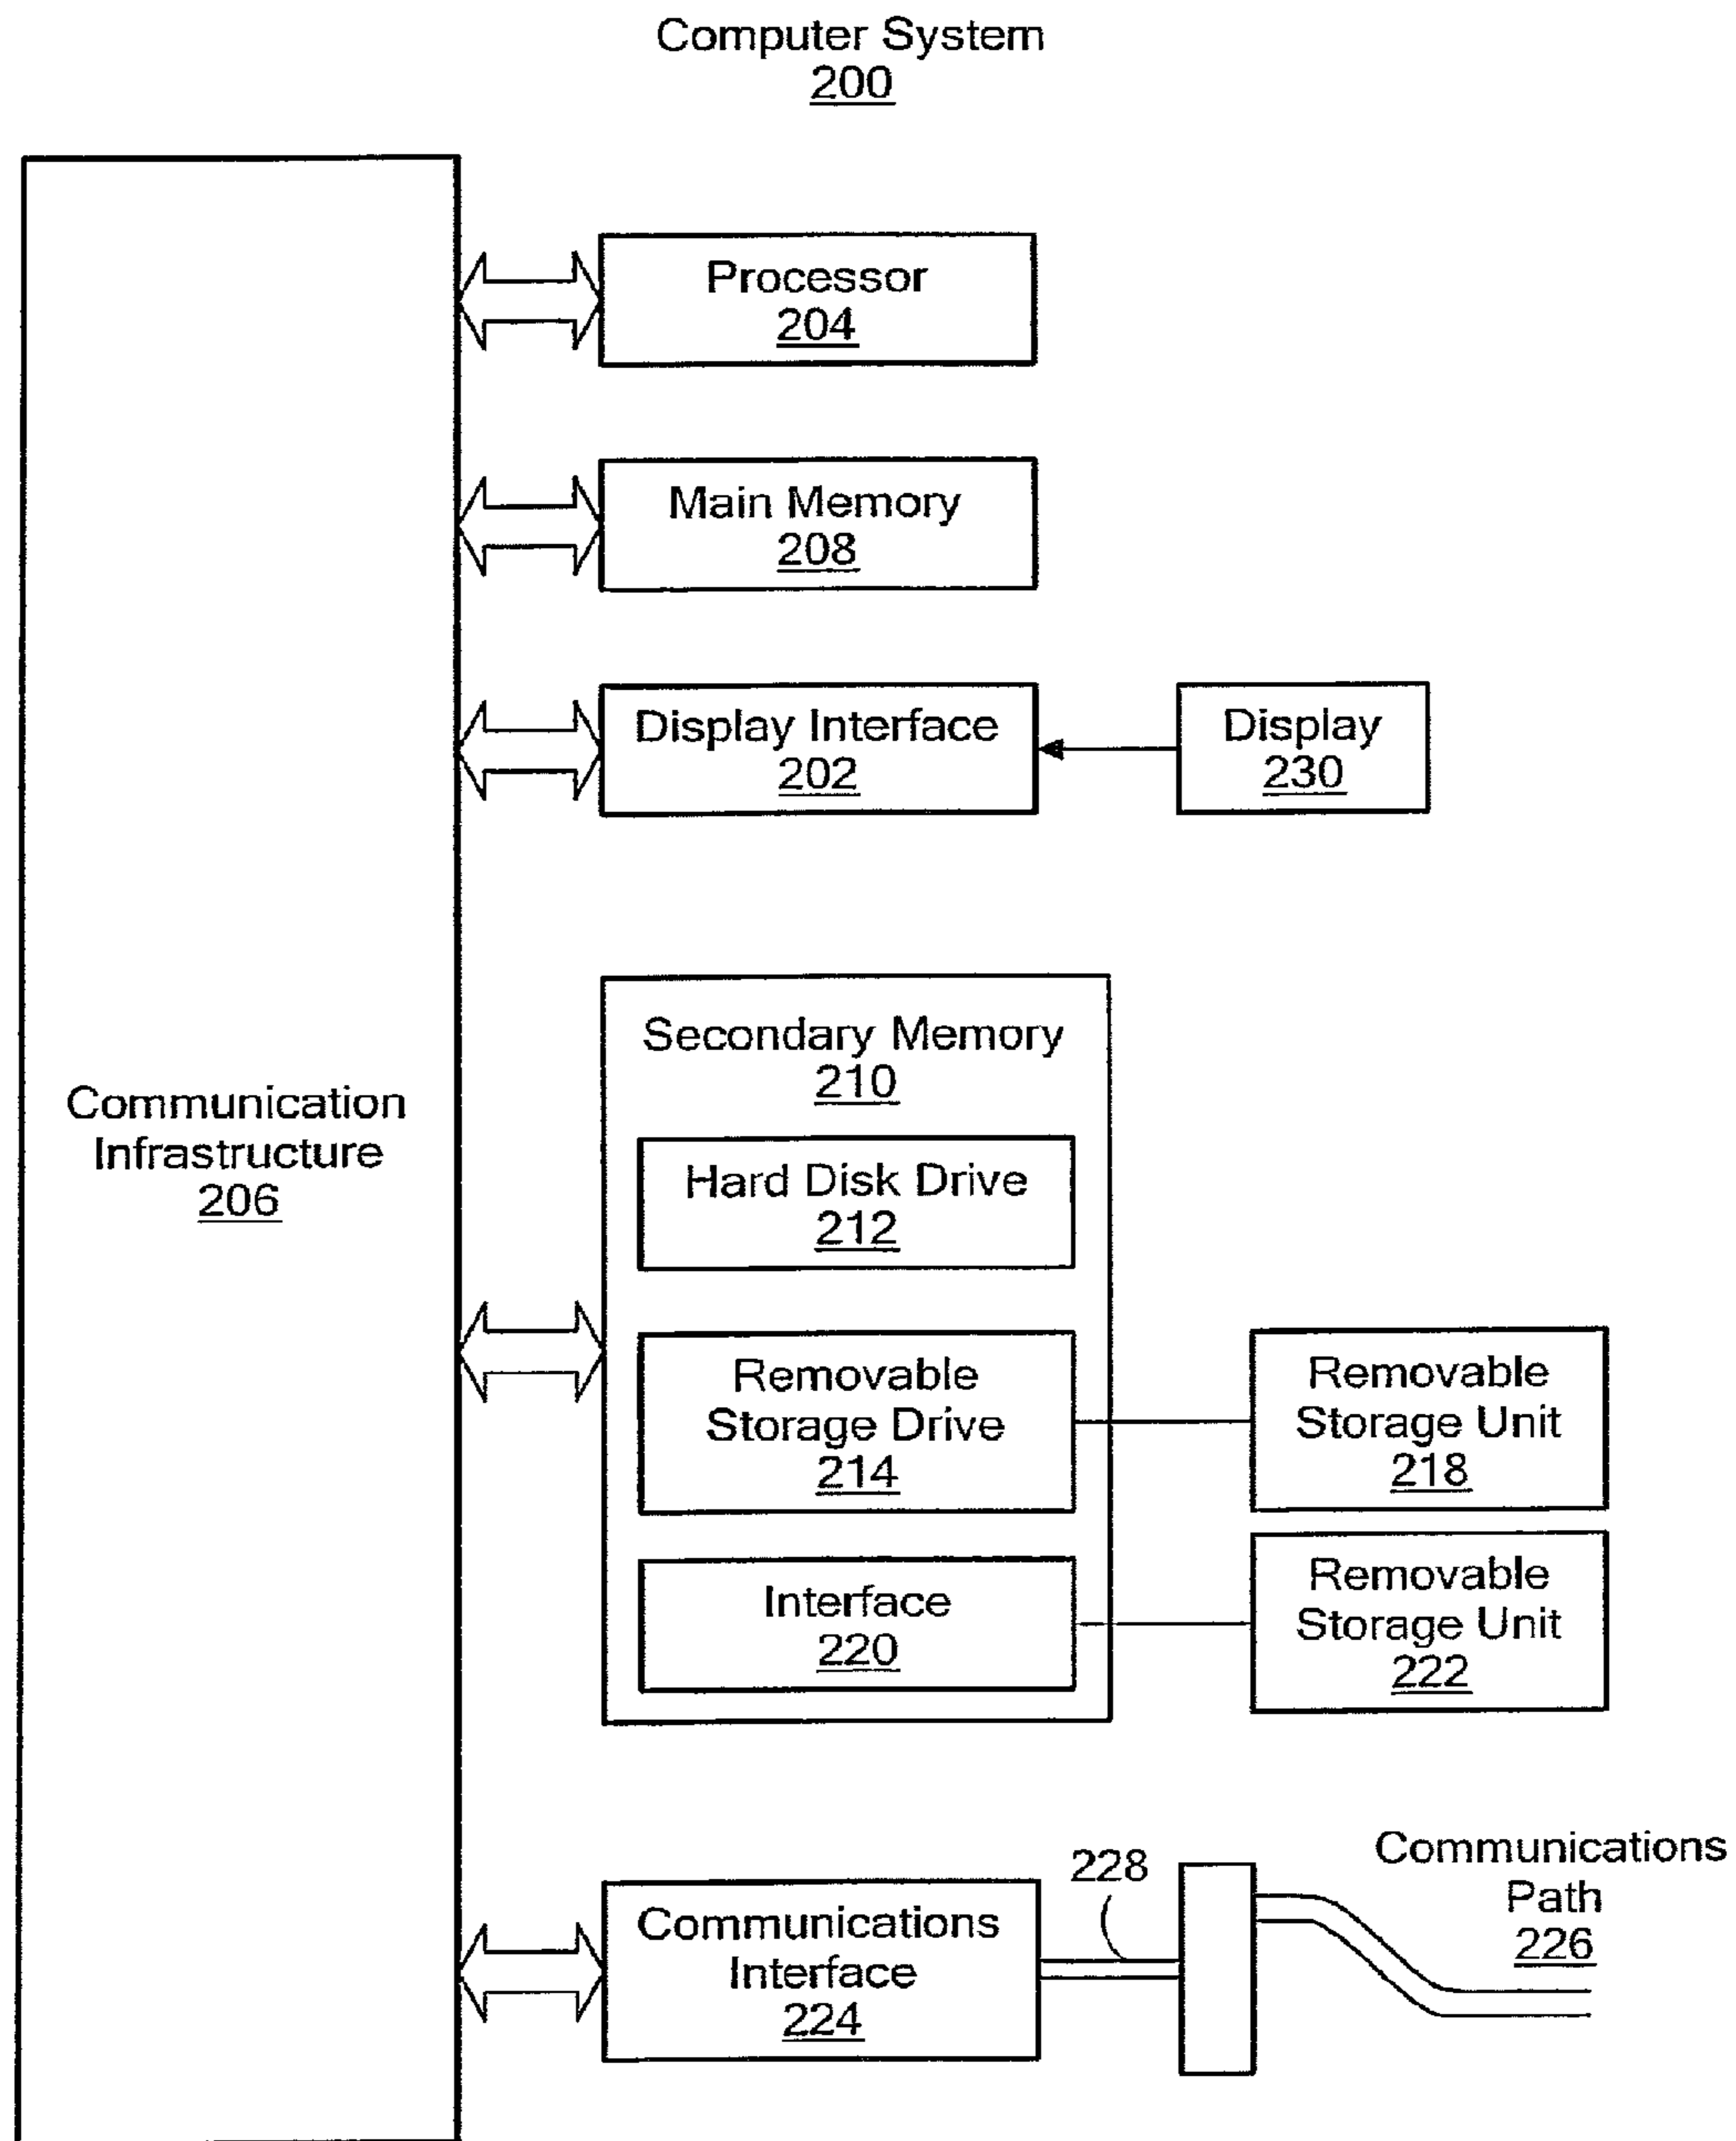 Computer System
200
Processor
204
Main Memory
208
Display Interface
202
Display
230
Communication
Infrastructure
206
Secondary Memory
210
Hard Disk Drive
212
Removable
Storage Drive
214
Removable
Storage Unit
218
Interface
220
Removable
Storage Unit
222
Communications
Interface
224
228
Communications
Path
226